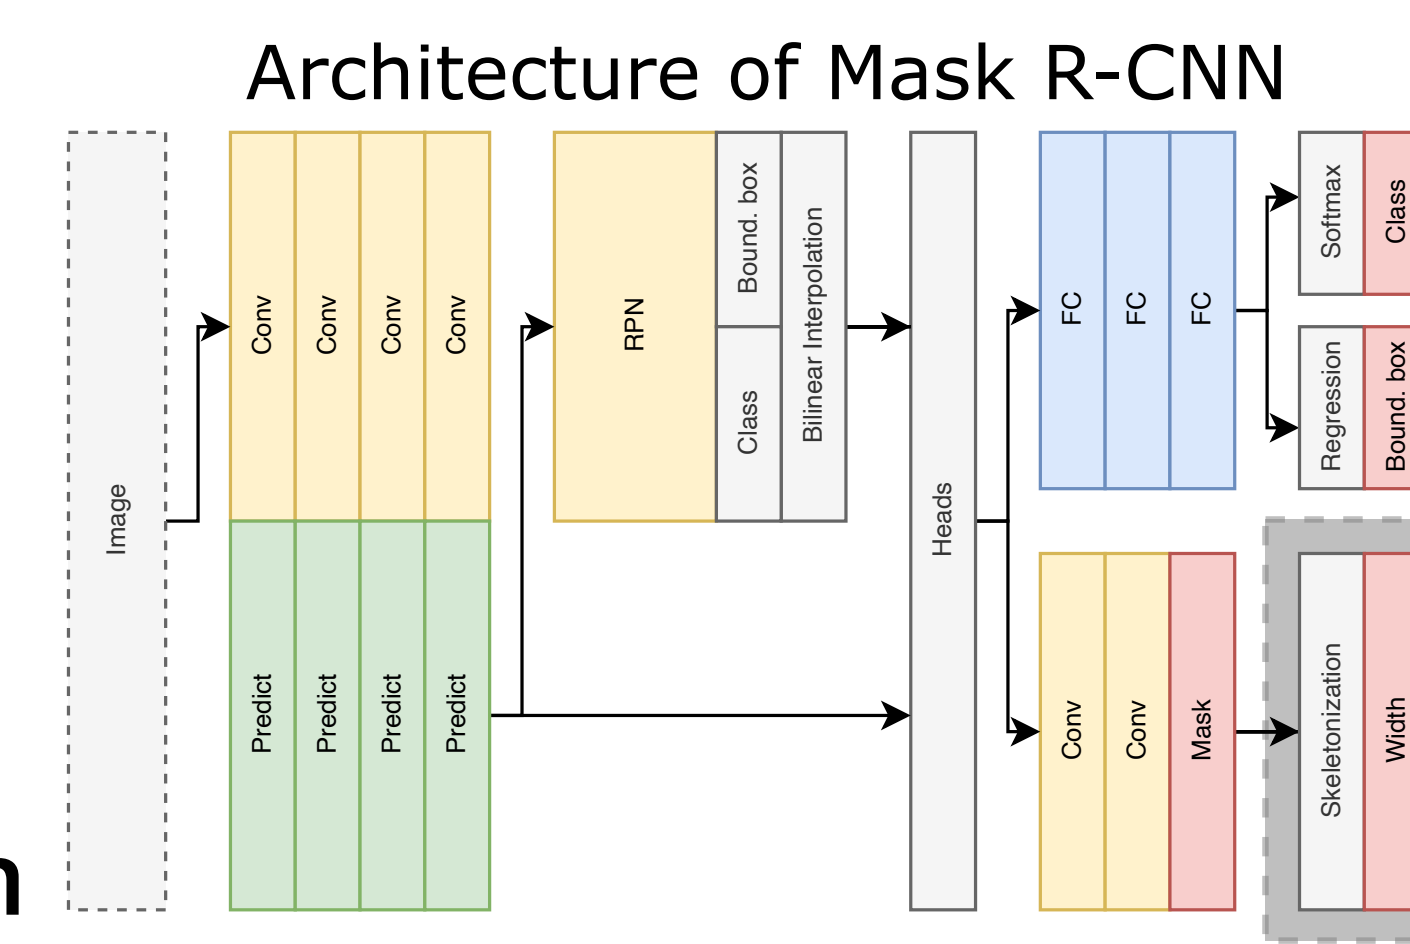 Architecture of Mask R-CNN
Image
Conv
Conv
Conv
Conv
Predict
Predict
Predict
Predict
RPN
Bound. box
Class
Bilinear Interpolation
Heads
FC
FC
FC
Softmax
Class
Regression
Bound. box
Conv
Conv
Mask
Skeletonization
Width
n